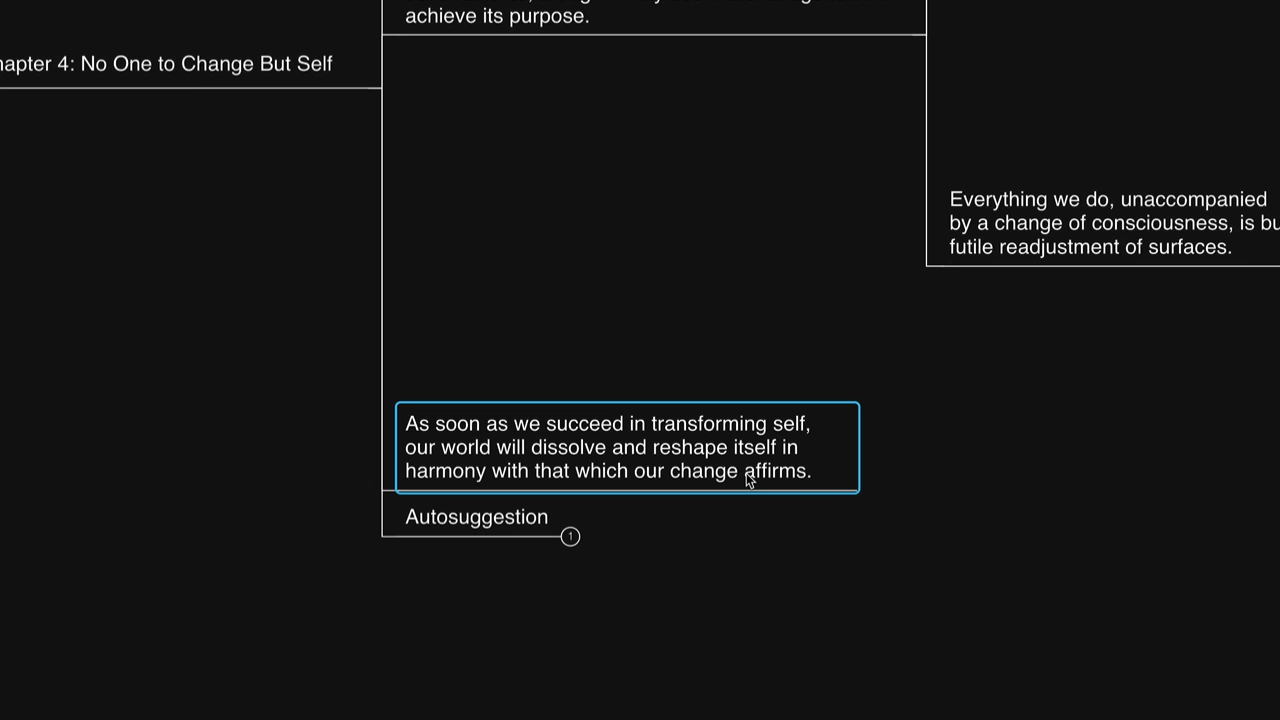 achieve its purpose.
hapter 4: No One to Change But Self
Everything we do, unaccompanied
by a change of consciousness, is bu
futile readjustment of surfaces.
As soon as we succeed in transforming self,
our world will dissolve and reshape itself in
harmony with that which our change affirms.
Autosuggestion
1